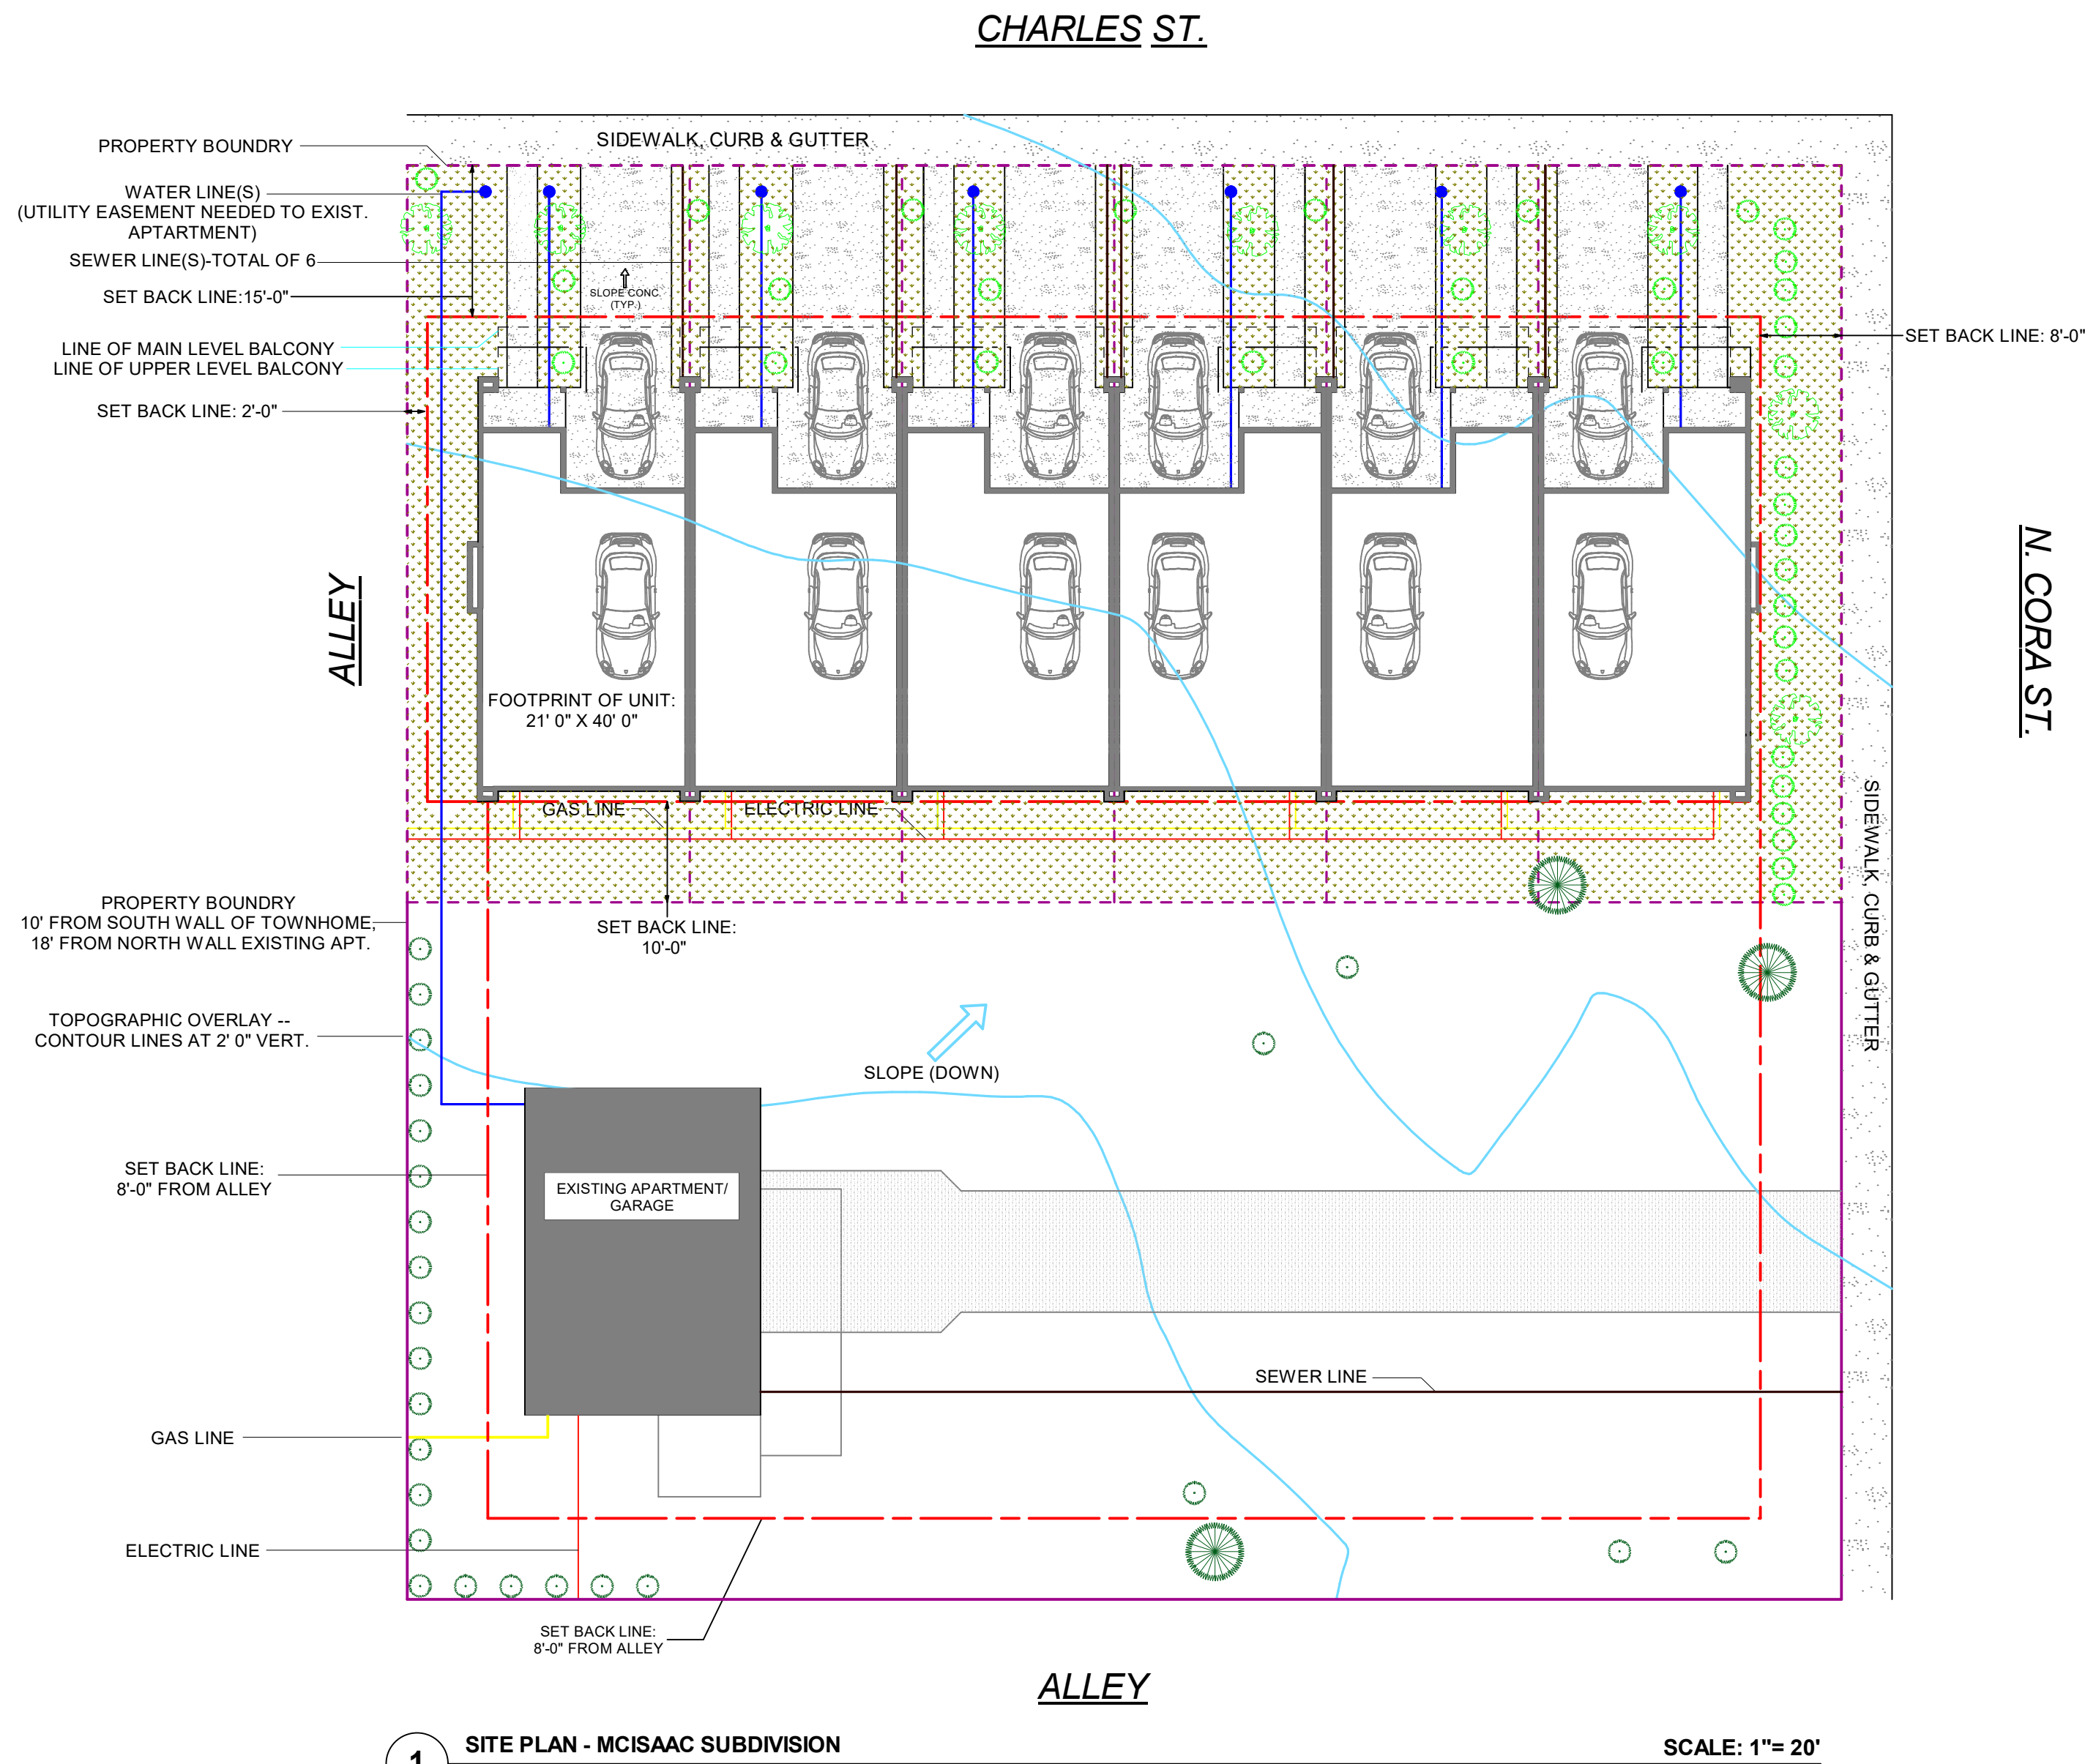 CHARLES ST.
SIDEWALK, CURB & GUTTER
PROPERTY BOUNDRY
WATER LINE(S)
(UTILITY EASEMENT NEEDED TO EXIST.
APTARTMENT)
SEWER LINE(S)-TOTAL OF 6
SET BACK LINE:15'-0"
SLOPE CONC.
(TYP.)
LINE OF MAIN LEVEL BALCONY
LINE OF UPPER LEVEL BALCONY
SET BACK LINE: 8'-0"
SET BACK LINE: 2'-0"
ALLEY
N. CORA ST.
FOOTPRINT OF UNIT:
21' 0" X 40' 0"
GAS LINE
ELECTRIC LINE
SIDEWALK, CURB & GUTTER
PROPERTY BOUNDRY
10' FROM SOUTH WALL OF TOWNHOME,
18' FROM NORTH WALL EXISTING APT.
SET BACK LINE:
10'-0"
TOPOGRAPHIC OVERLAY --
CONTOUR LINES AT 2' 0" VERT.
SLOPE (DOWN)
SET BACK LINE:
8'-0" FROM ALLEY
EXISTING APARTMENT/
GARAGE
SEWER LINE
GAS LINE
ELECTRIC LINE
SET BACK LINE:
8'-0" FROM ALLEY
ALLEY
1
SITE PLAN - MCISAAC SUBDIVISION
SCALE: 1"= 20'